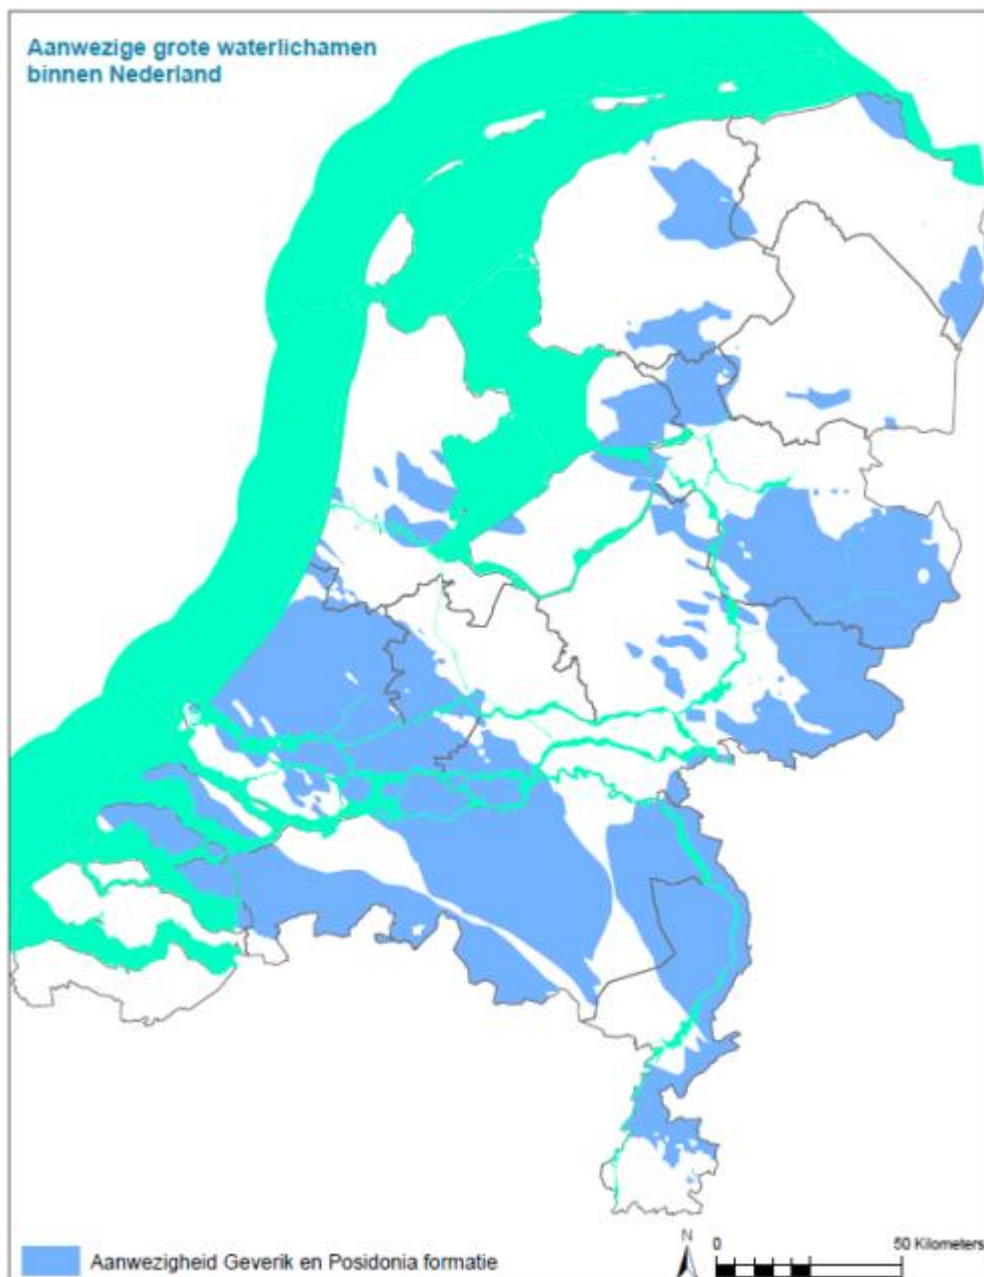 Aanwezige grote waterlichamen
binnen Nederland
N
0 50 Kilometers
Aanwezigheid Geverik en Posidonia formatie